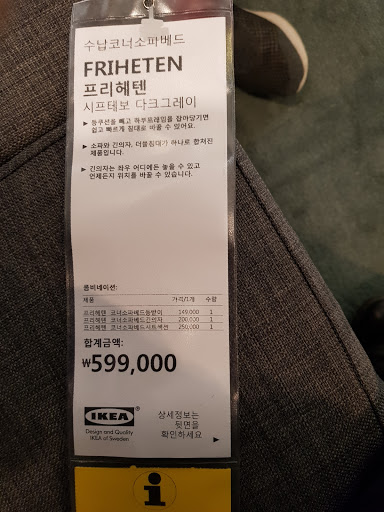 수납코너소파베드
FRIHETEN
프리헤텐
시프테보 다크그레이
▶ 등쿠션을 빼고 하부프레임을 잡아당기면
쉽고 빠르게 침대로 바꿀 수 있어요.
▶ 소파와 긴의자, 더블침대가 하나로 합쳐진
제품입니다.
▶ 긴의자는 좌우 어디에든 놓을 수 있고
언제든지 위치를 바꿀 수 있습니다.
콤비네이션:
제품 가격/1개 수량
프리헤텐 코너소파베드등받이 149,000 1
프리헤텐 코너소파베드긴의자 200,000 1
프리헤텐 코너소파베드시트섹션 250,000 1
합계금액:
₩599,000
IKEA®
Design and Quality
IKEA of Sweden
상세정보는
뒷면을
확인하세요 ▶
i